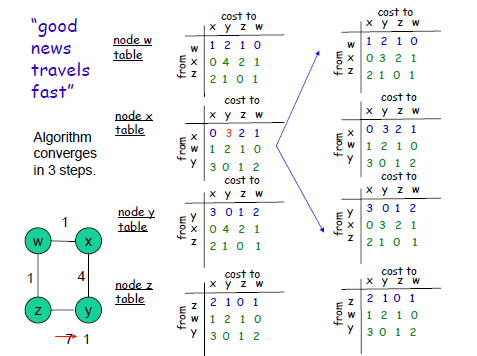 “good
news
travels
fast”
Algorithm
converges
in 3 steps.
1
w
x
1
4
z
y
7 1
node w
table
cost to
x y z w
from
w 1 2 1 0
x 0 4 2 1
z 2 1 0 1
node x
table
cost to
x y z w
from
x 0 3 2 1
w 1 2 1 0
y 3 0 1 2
node y
table
cost to
x y z w
from
y 3 0 1 2
x 0 4 2 1
z 2 1 0 1
node z
table
cost to
x y z w
from
z 2 1 0 1
w 1 2 1 0
y 3 0 1 2
cost to
x y z w
from
w 1 2 1 0
x 0 3 2 1
z 2 1 0 1
cost to
x y z w
from
x 0 3 2 1
w 1 2 1 0
y 3 0 1 2
cost to
x y z w
from
y 3 0 1 2
x 0 3 2 1
z 2 1 0 1
cost to
x y z w
from
z 2 1 0 1
w 1 2 1 0
y 3 0 1 2